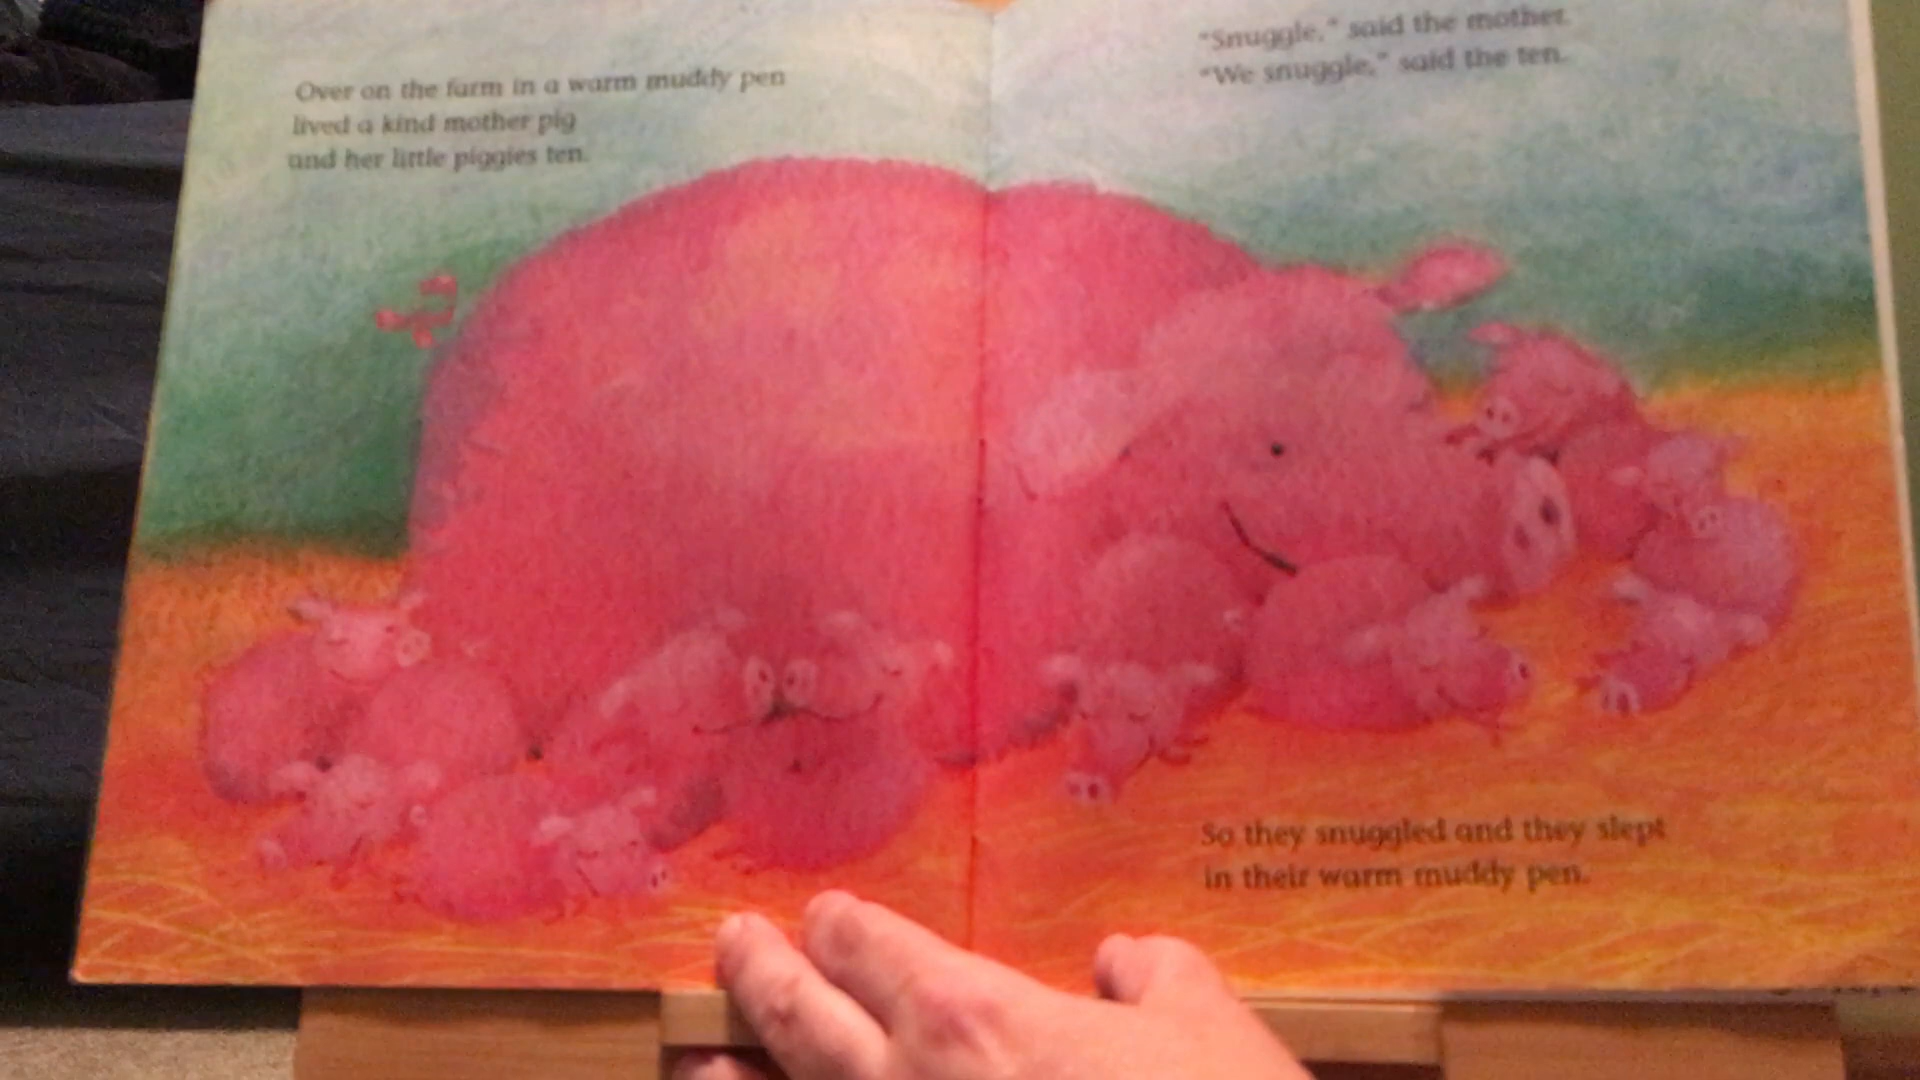 Over on the farm in a warm muddy pen
lived a kind mother pig
and her little piggies ten.
"Snuggle," said the mother.
"We snuggle," said the ten.
So they snuggled and they slept
in their warm muddy pen.